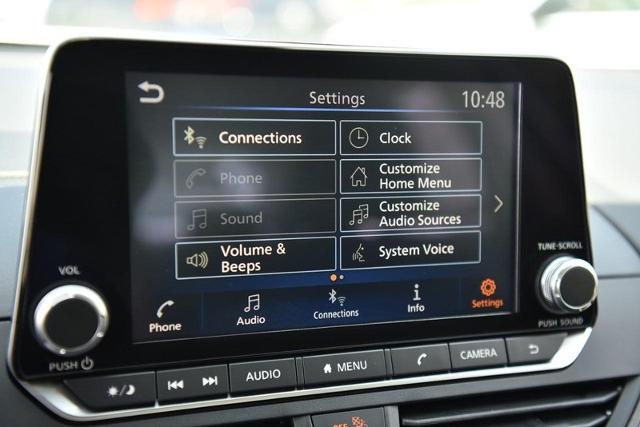 Settings 10:48
Connections
Clock
Phone
Customize
Home Menu
Sound
Customize
Audio Sources
Volume &
Beeps
System Voice
Phone
Audio
Connections
Info
Settings
VOL
PUSH
TUNE·SCROLL
PUSH SOUND
AUDIO
MENU
CAMERA
OFF